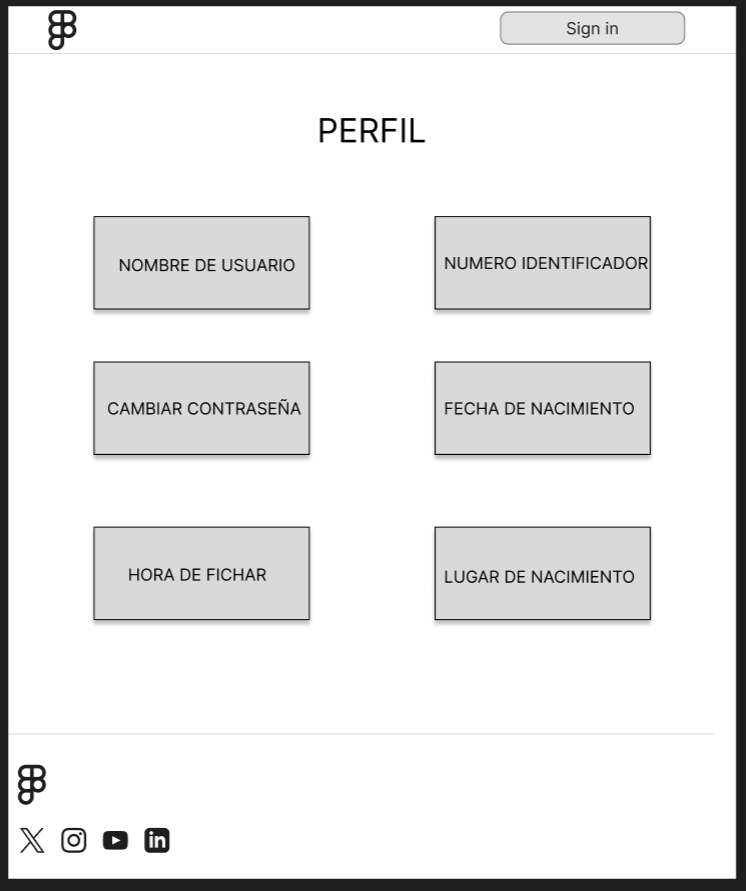 Sign in
PERFIL
NOMBRE DE USUARIO
NUMERO IDENTIFICADOR
CAMBIAR CONTRASEÑA
FECHA DE NACIMIENTO
HORA DE FICHAR
LUGAR DE NACIMIENTO